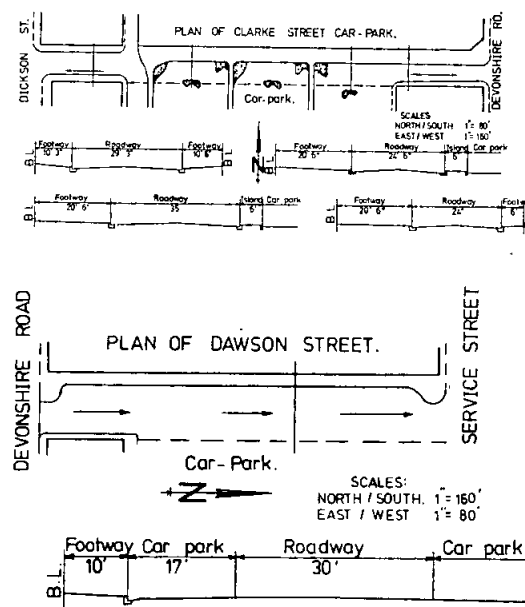 PLAN OF CLARKE STREET CAR-PARK.
DICKSON ST.
DEVONSHIRE RD.
Car-park.
SCALES
NORTH/SOUTH 1"= 80'
EAST/WEST 1"= 160'
N
Footway Roadway Footway
B.L. 10' 3" 29' 3" 10' 6" B.L.
Footway Roadway Island Car park
B.L. 20' 6" 24' 6" 6'
Footway Roadway Island Car park
B.L. 20' 6" 35' 6'
Footway Roadway Footw
B.L. 20' 6" 24' 6'
PLAN OF DAWSON STREET.
DEVONSHIRE ROAD
SERVICE STREET
Car-Park.
N
SCALES:
NORTH / SOUTH. 1"= 160'
EAST / WEST 1"= 80'
Footway Car park Roadway Car park
B.L. 10' 17' 30'